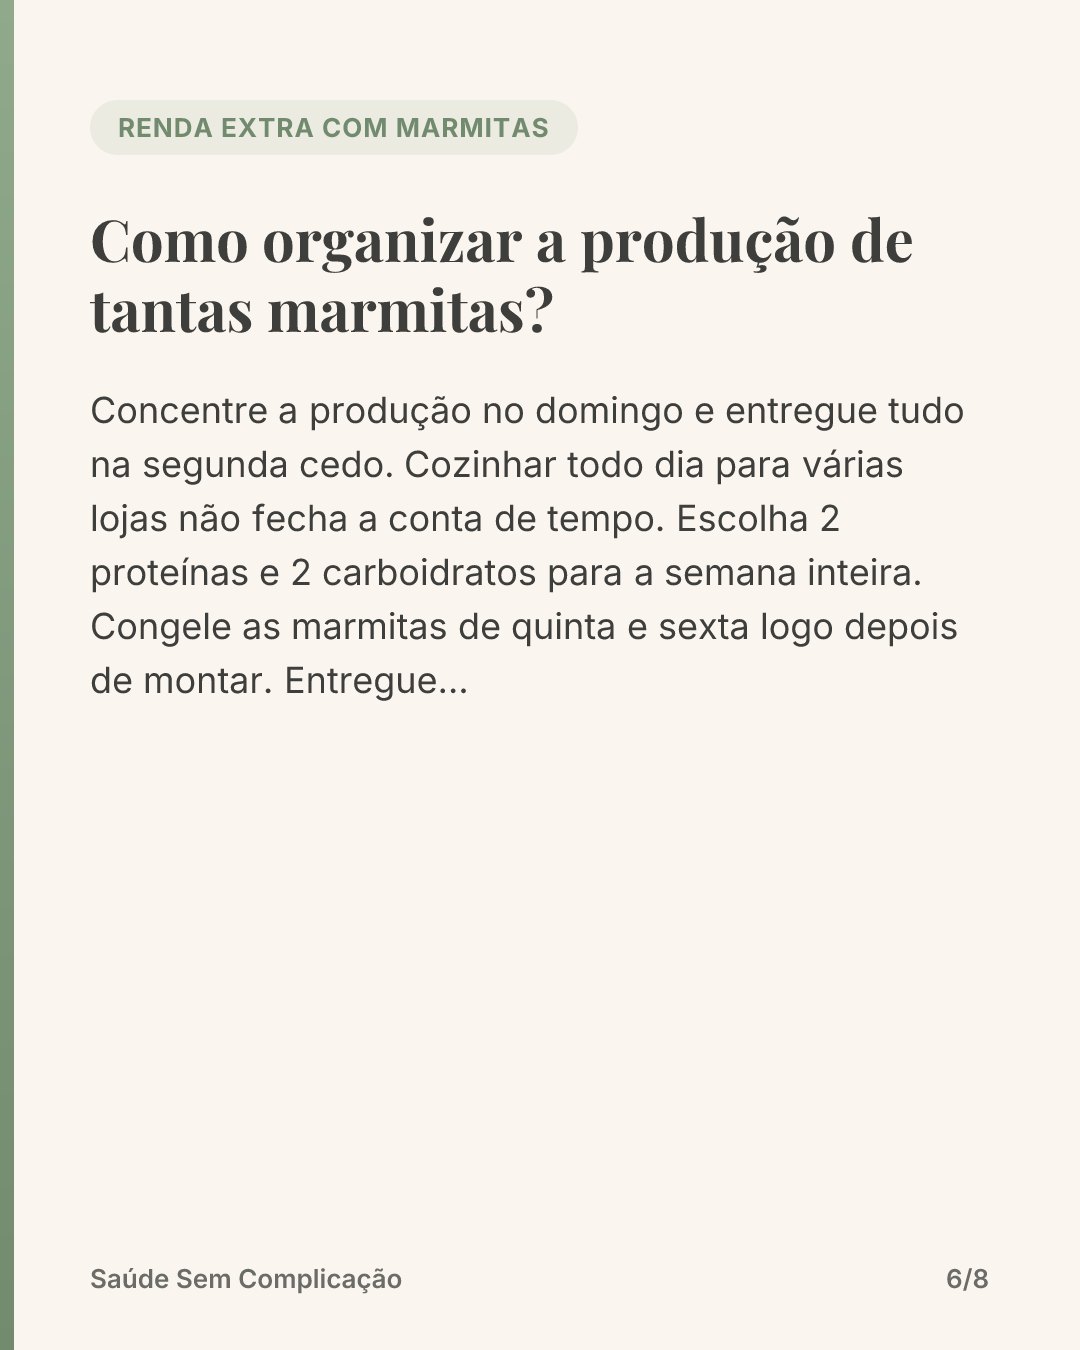 RENDA EXTRA COM MARMITAS
Como organizar a produção de
tantas marmitas?
Concentre a produção no domingo e entregue tudo
na segunda cedo. Cozinhar todo dia para várias
lojas não fecha a conta de tempo. Escolha 2
proteínas e 2 carboidratos para a semana inteira.
Congele as marmitas de quinta e sexta logo depois
de montar. Entregue...
Saúde Sem Complicação
6/8